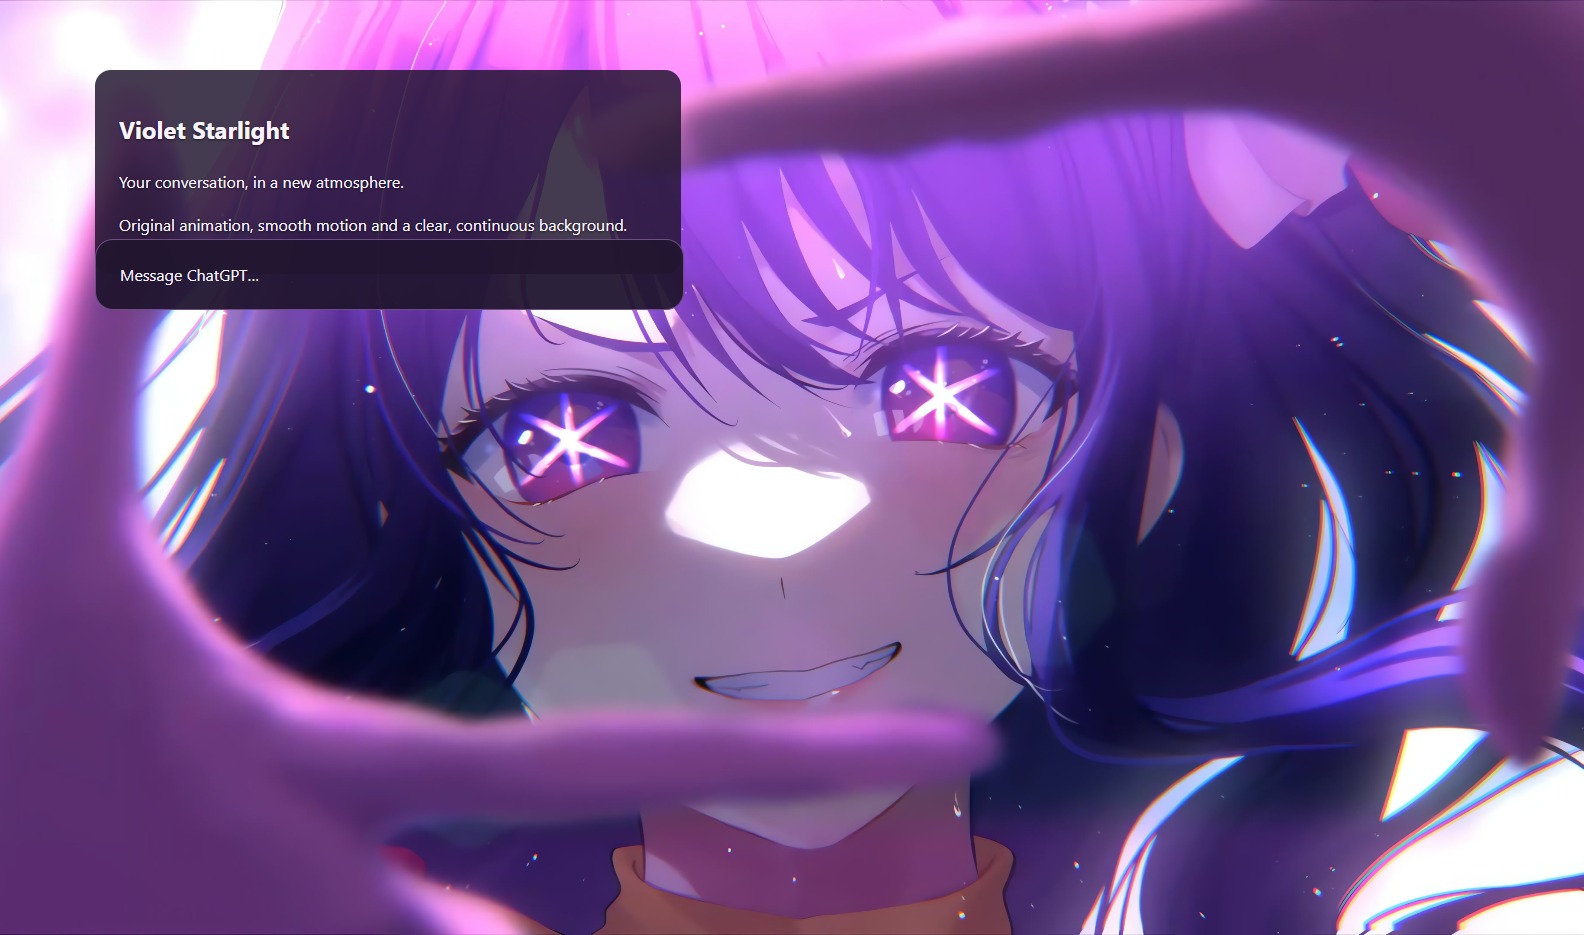 Violet Starlight
Your conversation, in a new atmosphere.
Original animation, smooth motion and a clear, continuous background.
Message ChatGPT...